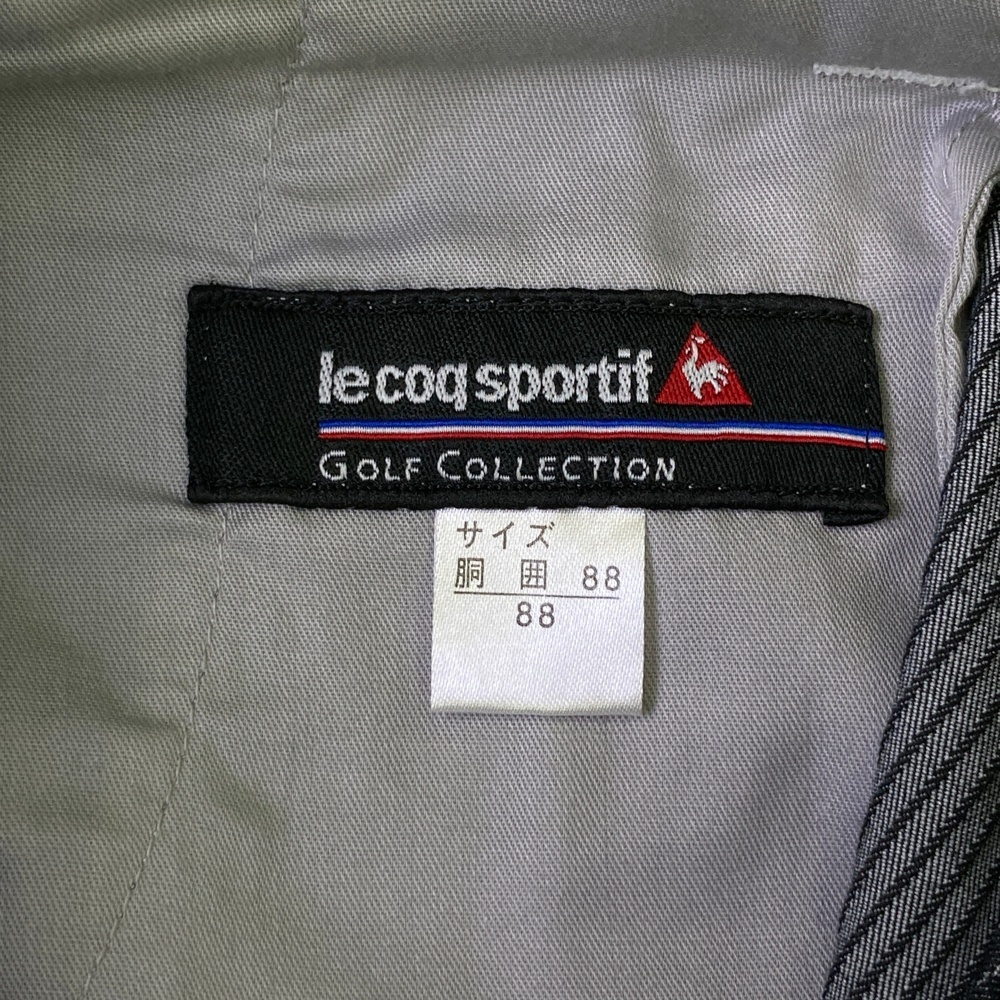 le coq sportif
GOLF COLLECTION
サイズ
胴 囲 88
88